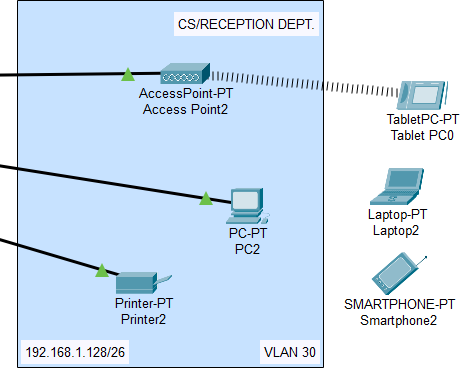 CS/RECEPTION DEPT.
AccessPoint-PT
Access Point2
TabletPC-PT
Tablet PC0
PC-PT
PC2
Laptop-PT
Laptop2
Printer-PT
Printer2
SMARTPHONE-PT
Smartphone2
192.168.1.128/26
VLAN 30